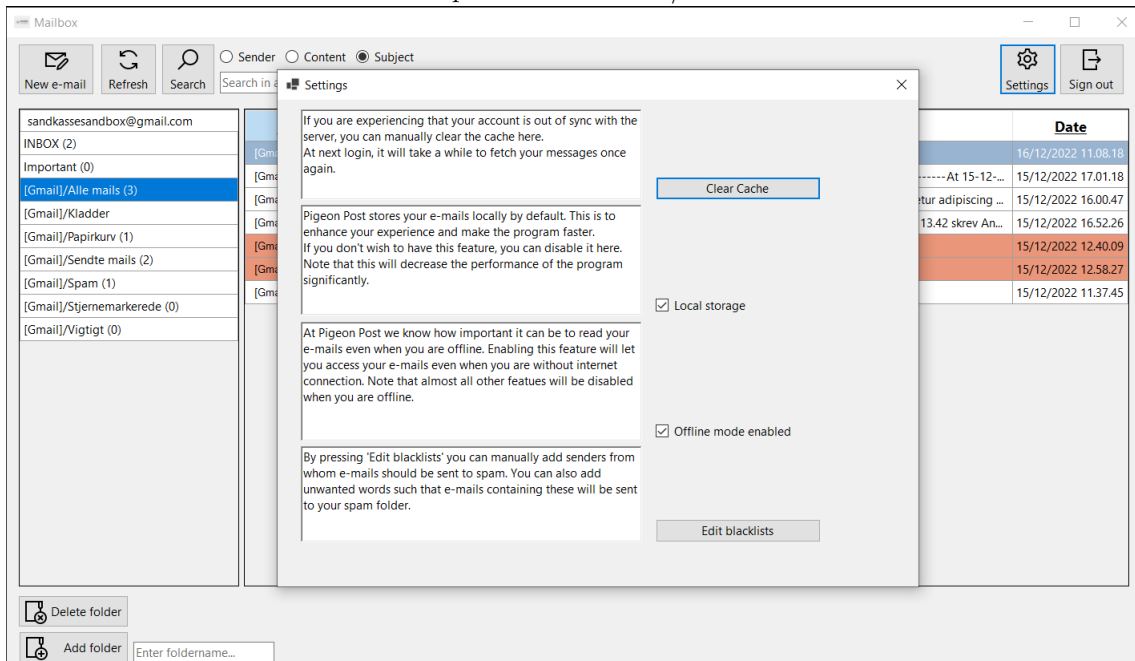 Mailbox
New e-mail
Refresh
Search
Sender
Content
Subject
Search in
Settings
Sign out
sandkassesandbox@gmail.com
INBOX (2)
Important (0)
[Gmail]/Alle mails (3)
[Gmail]/Kladder
[Gmail]/Papirkurv (1)
[Gmail]/Sendte mails (2)
[Gmail]/Spam (1)
[Gmail]/Stjernemarkerede (0)
[Gmail]/Vigtigt (0)
Settings
If you are experiencing that your account is out of sync with the
server, you can manually clear the cache here.
At next login, it will take a while to fetch your messages once
again.
Clear Cache
Pigeon Post stores your e-mails locally by default. This is to
enhance your experience and make the program faster.
If you don't wish to have this feature, you can disable it here.
Note that this will decrease the performance of the program
significantly.
Local storage
At Pigeon Post we know how important it can be to read your
e-mails even when you are offline. Enabling this feature will let
you access your e-mails even when you are without internet
connection. Note that almost all other featues will be disabled
when you are offline.
Offline mode enabled
By pressing 'Edit blacklists' you can manually add senders from
whom e-mails should be sent to spam. You can also add
unwanted words such that e-mails containing these will be sent
to your spam folder.
Edit blacklists
Date
16/12/2022 11.08.18
------At 15-12-... 15/12/2022 17.01.18
etur adipiscing ... 15/12/2022 16.00.47
13.42 skrev An... 15/12/2022 16.52.26
15/12/2022 12.40.09
15/12/2022 12.58.27
15/12/2022 11.37.45
Delete folder
Add folder
Enter foldername...